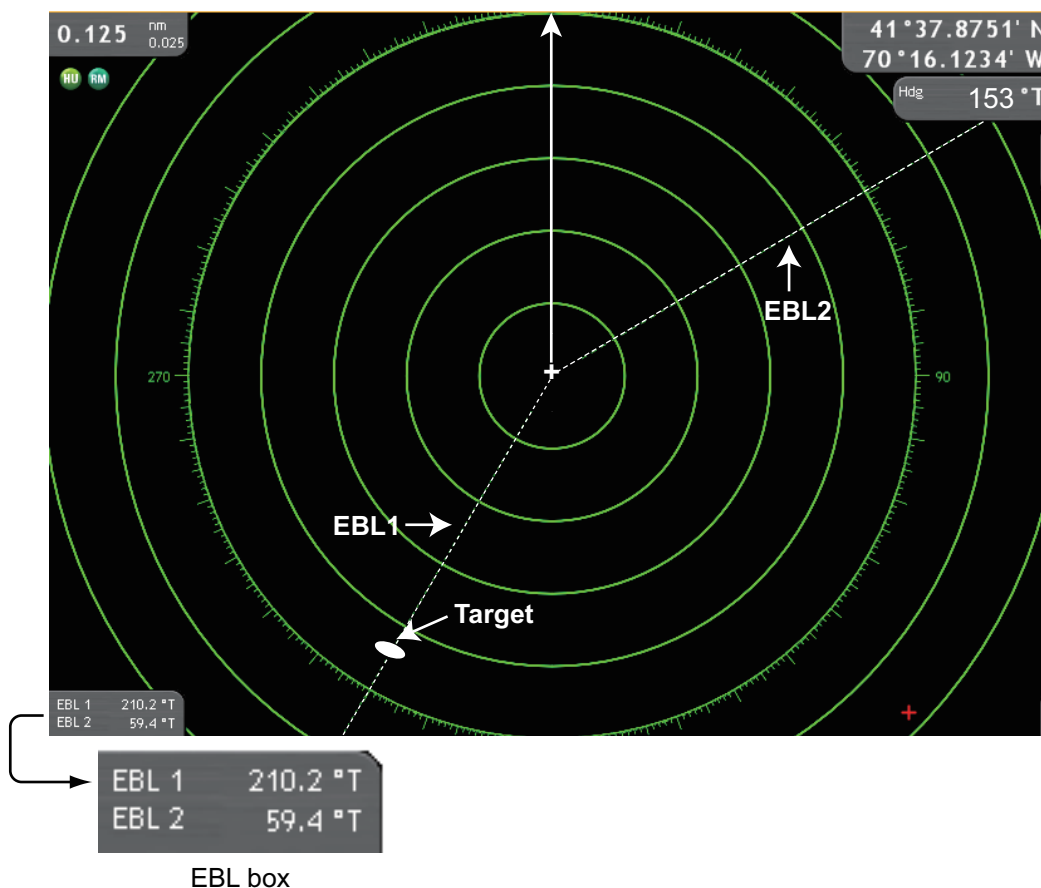 0.125 nm
0.025
HU RM
41°37.8751' N
70°16.1234' W
Hdg 153 °T
EBL2
270
90
EBL1
Target
EBL 1 210.2 °T
EBL 2 59.4 °T
EBL 1 210.2 °T
EBL 2 59.4 °T
EBL box